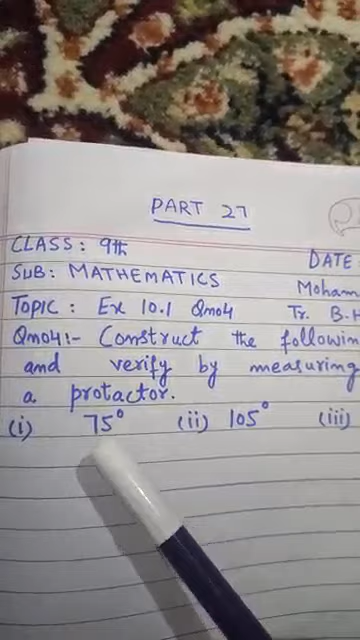 PART 27
CLASS: 9th
DATE
SUB: MATHEMATICS
Moham
TOPIC: Ex 10.1 Qno4
Tr. B.H
Qno4:- Construct the followin
and verify by measuring
a protactor.
(i) 75° (ii) 105° (iii)